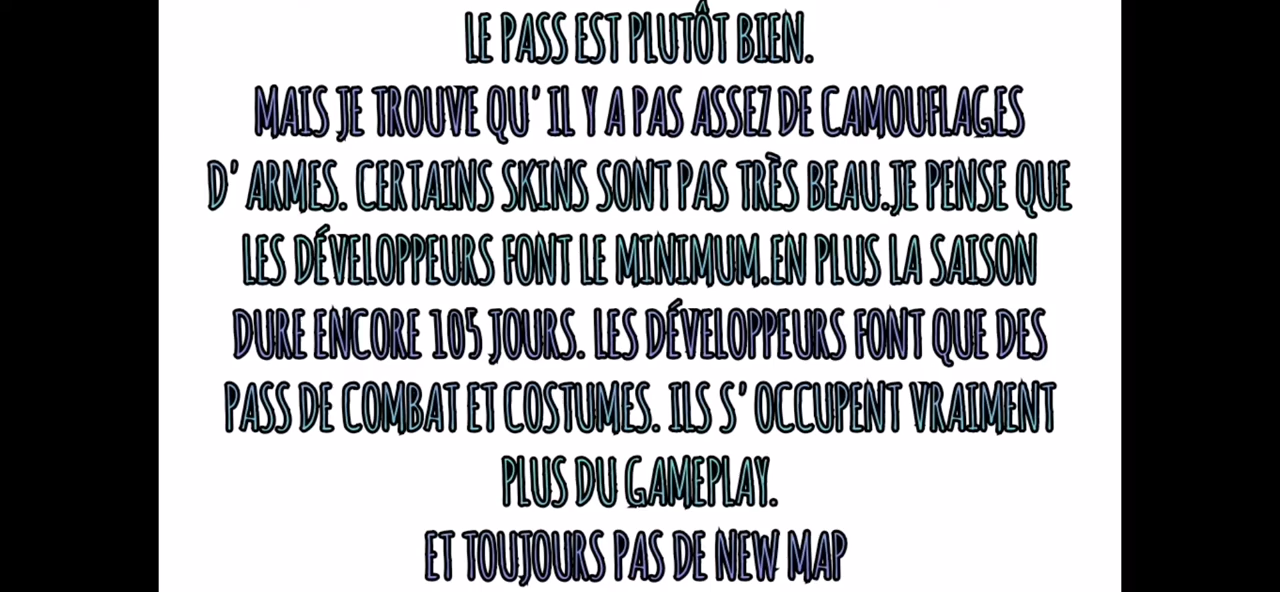 LE PASS EST PLUTÔT BIEN.
MAIS JE TROUVE QU' IL Y A PAS ASSEZ DE CAMOUFLAGES
D' ARMES. CERTAINS SKINS SONT PAS TRÈS BEAU.JE PENSE QUE
LES DÉVELOPPEURS FONT LE MINIMUM.EN PLUS LA SAISON
DURE ENCORE 105 JOURS. LES DÉVELOPPEURS FONT QUE DES
PASS DE COMBAT ET COSTUMES. ILS S' OCCUPENT VRAIMENT
PLUS DU GAMEPLAY.
ET TOUJOURS PAS DE NEW MAP